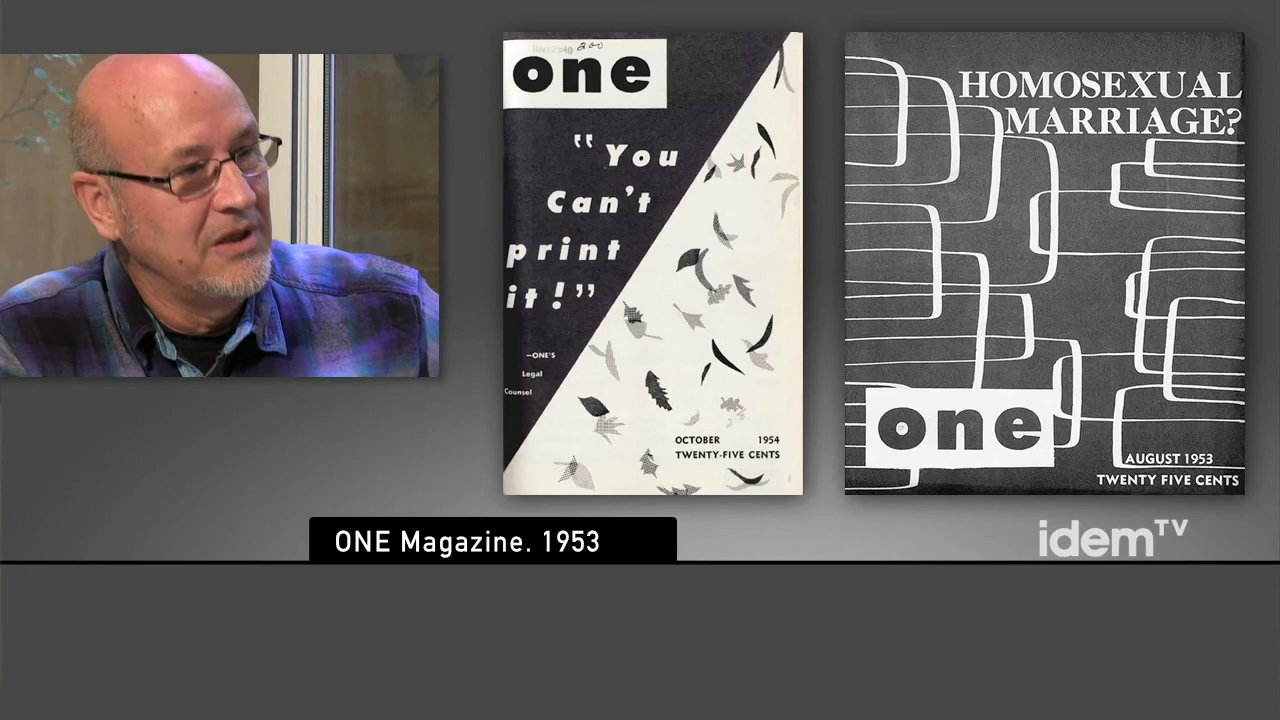 one
“You
Can’t
print
it!”
—ONE'S
Legal
Counsel
OCTOBER 1954
TWENTY-FIVE CENTS
HOMOSEXUAL
MARRIAGE?
one
AUGUST 1953
TWENTY FIVE CENTS
ONE Magazine. 1953
idemTV